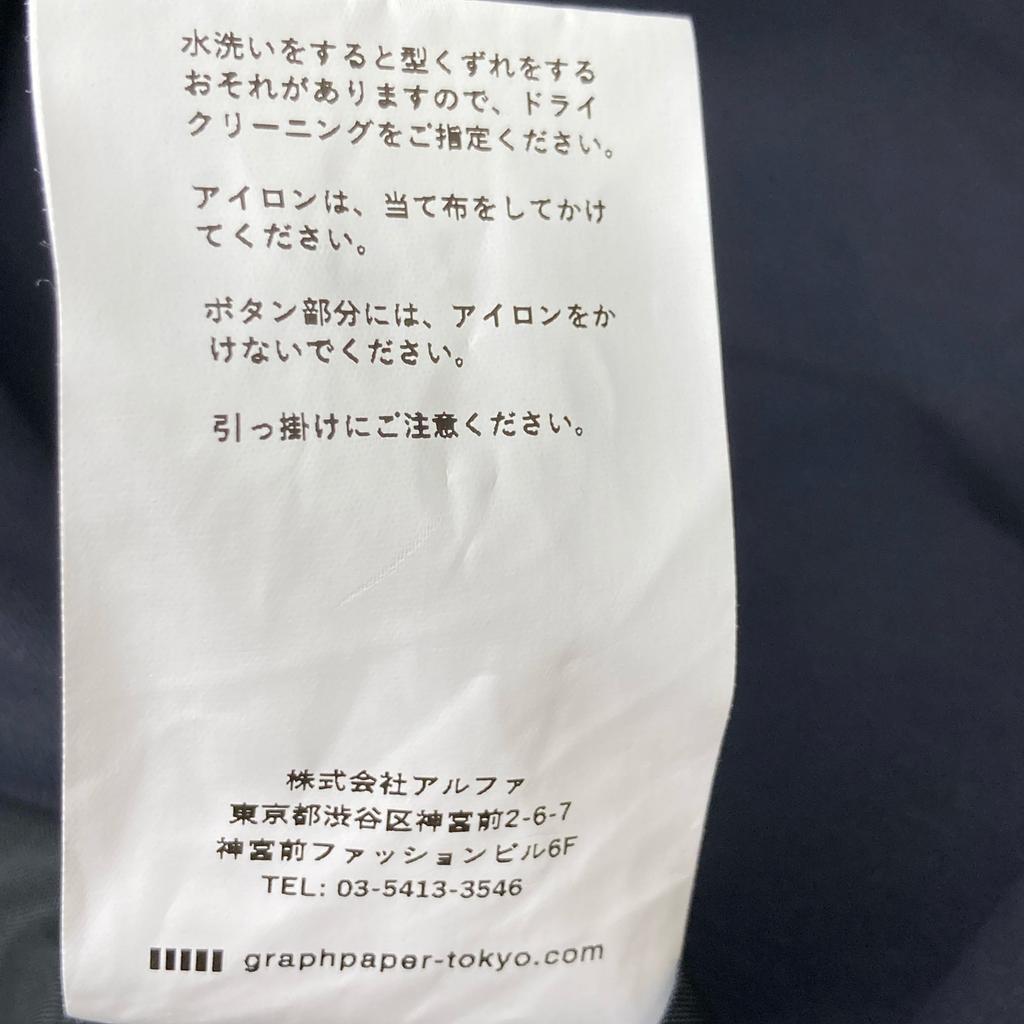 水洗いをすると型くずれをする
おそれがありますので、ドライ
クリーニングをご指定ください。
アイロンは、当て布をしてかけ
てください。
ボタン部分には、アイロンをか
けないでください。
引っ掛けにご注意ください。
株式会社アルファ
東京都渋谷区神宮前2-6-7
神宮前ファッションビル6F
TEL: 03-5413-3546
graphpaper-tokyo.com